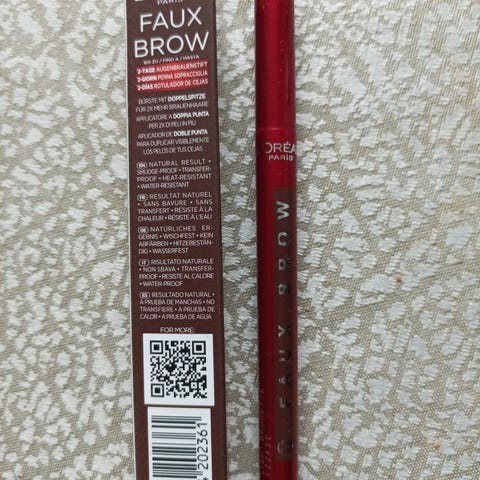 PARIS
FAUX
BROW
BIS ZU / FINO A / HASTA
2-TAGE AUGENBRAUENSTIFT
2-GIORNI PENNA SOPRACCIGLIA
2-DÍAS ROTULADOR DE CEJAS
BÜRSTE MIT DOPPELSPITZE
FÜR 2X MEHR BRAUENHAARE
APPLICATORE A DOPPIA PUNTA
PER 2X DI PELI IN PIÙ
APLICADOR DE DOBLE PUNTA
PARA DUPLICAR VISIBLEMENTE
LOS PELOS DE TUS CEJAS
EN NATURAL RESULT •
SMUDGE-PROOF • TRANSFER-
PROOF • HEAT-RESISTANT
• WATER-RESISTANT
FR RÉSULTAT NATUREL
• SANS BAVURE • SANS
TRANSFERT • RÉSISTE À LA
CHALEUR • RÉSISTE À L'EAU
DE NATÜRLICHES ER-
GEBNIS • WISCHFEST • KEIN
ABFÄRBEN • HITZEBESTÄN-
DIG • WASSERFEST
IT RISULTATO NATURALE
• NON SBAVA • TRANSFER-
PROOF • RESISTE AL CALORE
• WATER-PROOF
ES RESULTADO NATURAL •
A PRUEBA DE MANCHAS • NO
TRANSFIERE • A PRUEBA DE
CALOR • A PRUEBA DE AGUA
FOR MORE:
4202361
ORÉA
PARIS
FAUX BROW